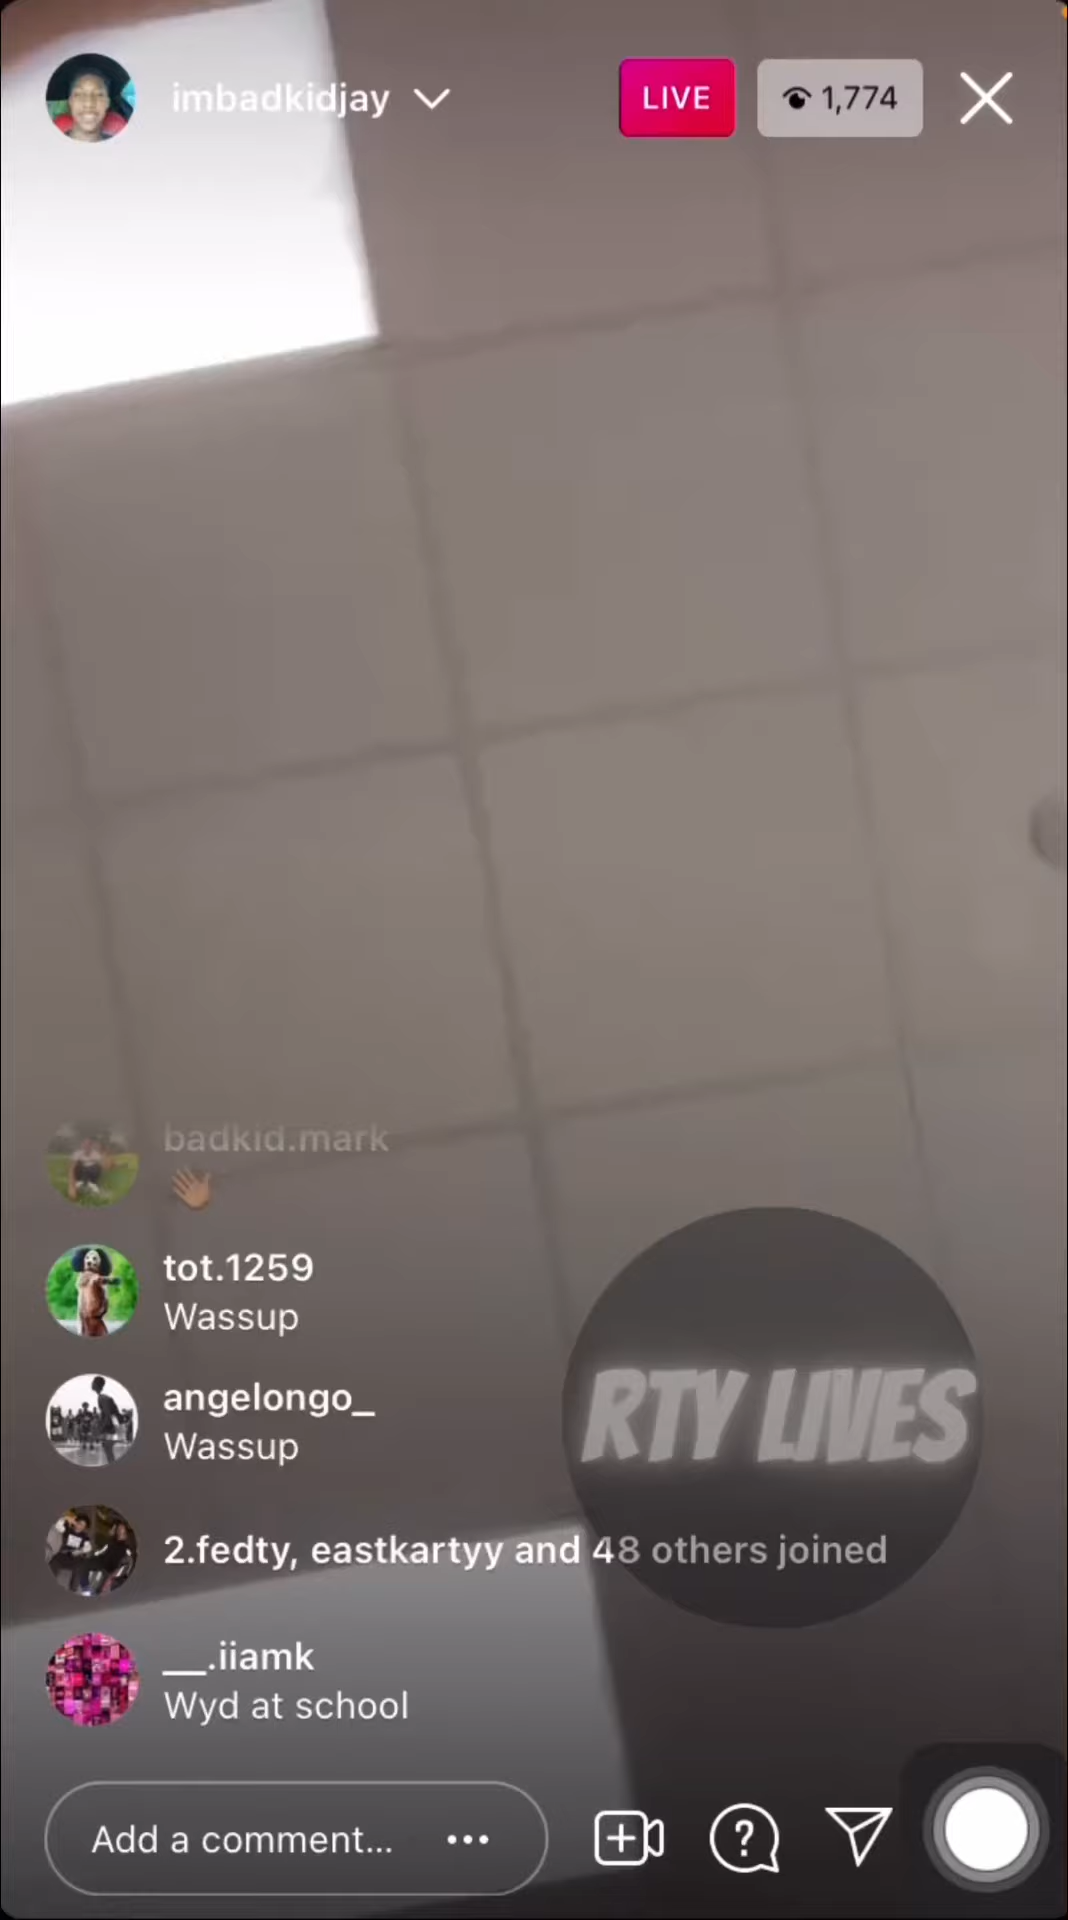 imbadkidjay
LIVE
1,774
badkid.mark
👋🏽
tot.1259
Wassup
angelongo_
Wassup
RTY LIVES
2.fedty, eastkartyy and 48 others joined
__.iiamk
Wyd at school
Add a comment...